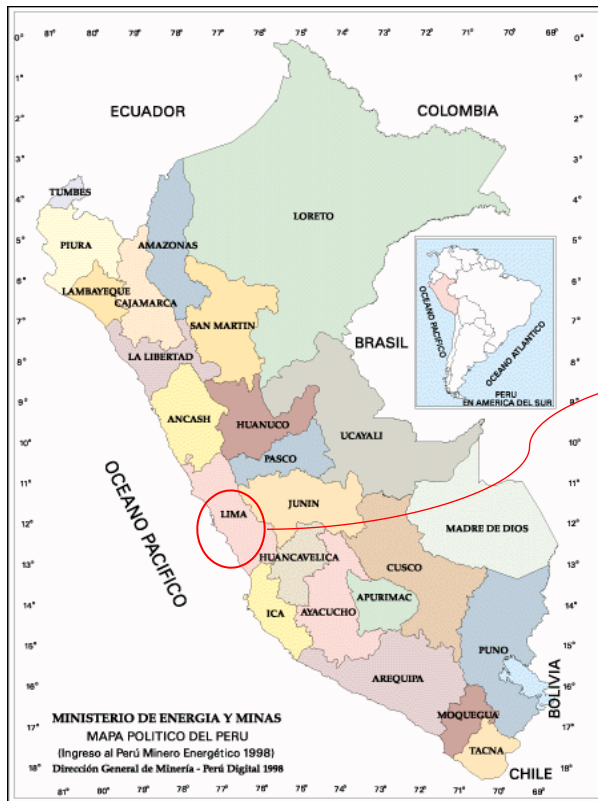 81° 80° 79° 78° 77° 76° 75° 74° 73° 72° 71° 70° 69°
0° 0°
1° 1°
ECUADOR COLOMBIA
2° 2°
3° 3°
TUMBES
4° 4°
LORETO
5° 5°
PIURA AMAZONAS
6° 6°
LAMBAYEQUE
CAJAMARCA
OCEANO PACIFICO
OCEANO ATLANTICO
PERU
EN AMERICA DEL SUR
7°
SAN MARTIN
BRASIL
LA LIBERTAD
8° 8°
9° 9°
ANCASH HUANUCO
UCAYALI
10° 10°
PASCO
11° 11°
OCEANO PACIFICO
LIMA JUNIN
12° 12°
MADRE DE DIOS
HUANCAVELICA
13° CUSCO 13°
APURIMAC
14° 14°
ICA AYACUCHO
PUNO
15° 15°
AREQUIPA
BOLIVIA
16° 16°
MOQUEGUA
MINISTERIO DE ENERGIA Y MINAS
MAPA POLITICO DEL PERU
17° 17°
(Ingreso al Perú Minero Energético 1998)
TACNA
18° Dirección General de Minería - Perú Digital 1998 18°
CHILE
81° 80° 79° 78° 77° 76° 75° 74° 73° 72° 71° 70° 69°